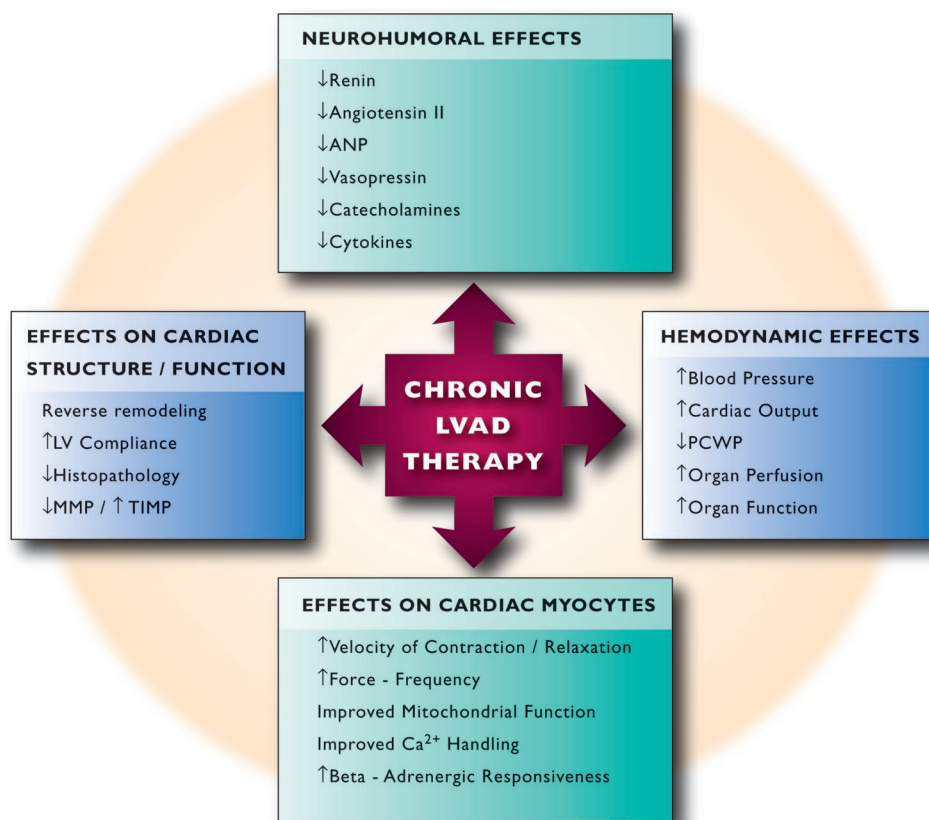 NEUROHUMORAL EFFECTS
↓Renin
↓Angiotensin II
↓ANP
↓Vasopressin
↓Catecholamines
↓Cytokines
EFFECTS ON CARDIAC
STRUCTURE / FUNCTION
Reverse remodeling
↑LV Compliance
↓Histopathology
↓MMP / ↑ TIMP
CHRONIC
LVAD
THERAPY
HEMODYNAMIC EFFECTS
↑Blood Pressure
↑Cardiac Output
↓PCWP
↑Organ Perfusion
↑Organ Function
EFFECTS ON CARDIAC MYOCYTES
↑Velocity of Contraction / Relaxation
↑Force - Frequency
Improved Mitochondrial Function
Improved Ca²⁺ Handling
↑Beta - Adrenergic Responsiveness